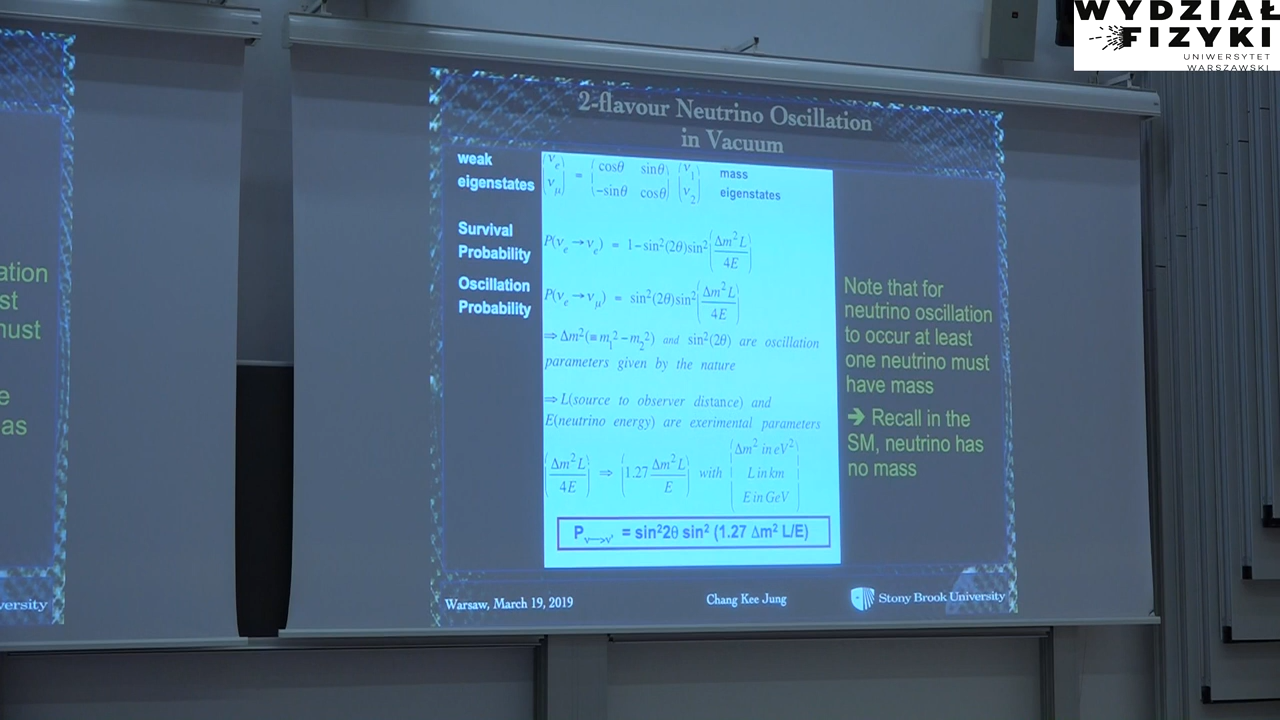 WYDZIAŁ
FIZYKI
UNIWERSYTET
WARSZAWSKI
2-flavour Neutrino Oscillation
in Vacuum
weak
eigenstates
(νe νμ) = (cosθ sinθ −sinθ cosθ) (ν1 ν2)
mass
eigenstates
Survival
Probability
P(νe→νe) = 1−sin²(2θ)sin²(Δm²L/4E)
Oscillation
Probability
P(νe→νμ) = sin²(2θ)sin²(Δm²L/4E)
⇒ Δm²(≡m₁²−m₂²) and sin²(2θ) are oscillation
parameters given by the nature
⇒ L(source to observer distance) and
E(neutrino energy) are exerimental parameters
(Δm²L/4E) ⇒ (1.27 Δm²L/E) with (Δm² in eV² L in km E in GeV)
Pν→ν' = sin²2θ sin² (1.27 Δm² L/E)
Note that for
neutrino oscillation
to occur at least
one neutrino must
have mass
➔ Recall in the
SM, neutrino has
no mass
Warsaw, March 19, 2019
Chang Kee Jung
Stony Brook University
ation
st
must
e
as
versity